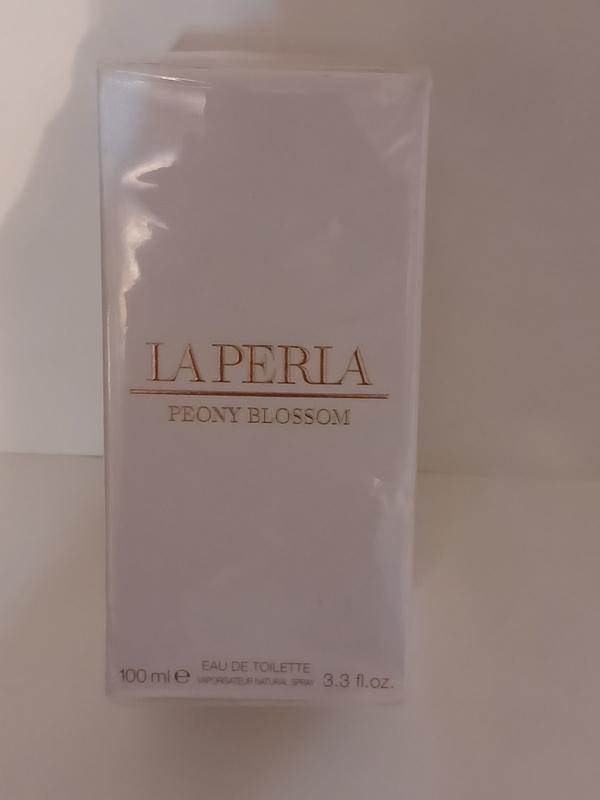 LA PERLA
PEONY BLOSSOM
EAU DE TOILETTE
100 ml ℮ VAPORISATEUR NATURAL SPRAY 3.3 fl.oz.